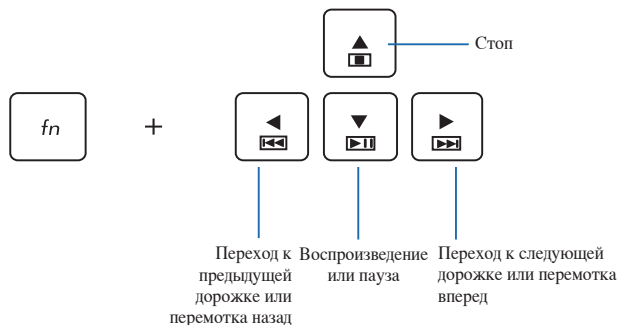 Стоп
fn
+
Переход к
предыдущей
дорожке или
перемотка назад
Воспроизведение
или пауза
Переход к следующей
дорожке или перемотка
вперед